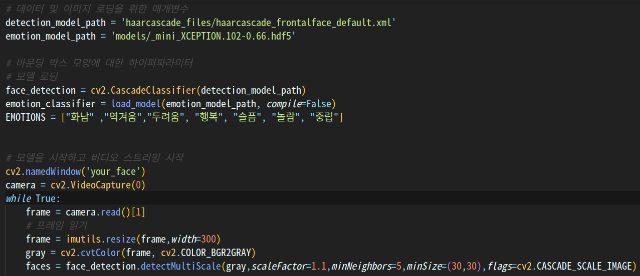 # 데이터 및 이미지 로딩을 위한 매개변수
detection_model_path = 'haarcascade_files/haarcascade_frontalface_default.xml'
emotion_model_path = 'models/_mini_XCEPTION.102-0.66.hdf5'
# 바운딩 박스 모양에 대한 하이퍼파라미터
# 모델 로딩
face_detection = cv2.CascadeClassifier(detection_model_path)
emotion_classifier = load_model(emotion_model_path, compile=False)
EMOTIONS = ["화남" ,"역겨움","두려움", "행복", "슬픔", "놀람", "중립"]
# 모델을 시작하고 비디오 스트리밍 시작
cv2.namedWindow('your_face')
camera = cv2.VideoCapture(0)
while True:
frame = camera.read()[1]
# 프레임 읽기
frame = imutils.resize(frame,width=300)
gray = cv2.cvtColor(frame, cv2.COLOR_BGR2GRAY)
faces = face_detection.detectMultiScale(gray,scaleFactor=1.1,minNeighbors=5,minSize=(30,30),flags=cv2.CASCADE_SCALE_IMAGE)